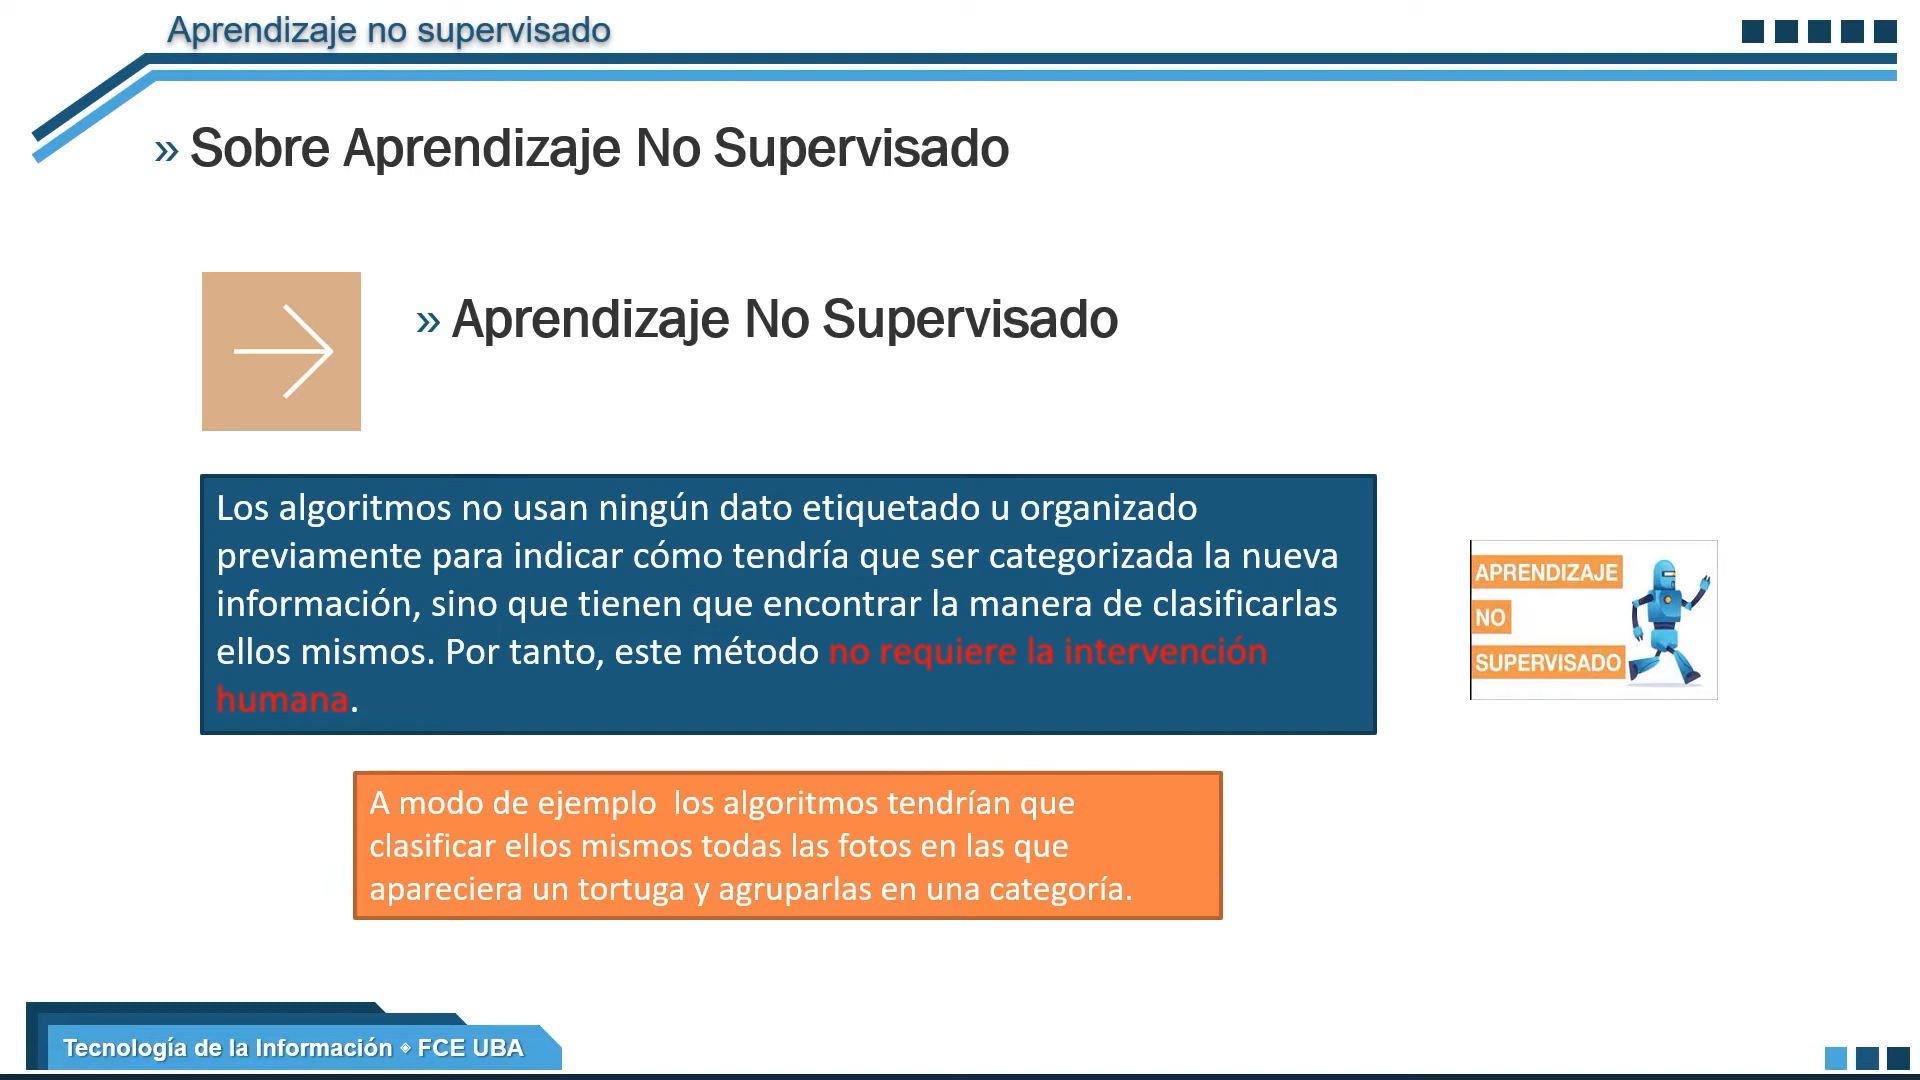 Aprendizaje no supervisado
» Sobre Aprendizaje No Supervisado
» Aprendizaje No Supervisado
Los algoritmos no usan ningún dato etiquetado u organizado
previamente para indicar cómo tendría que ser categorizada la nueva
información, sino que tienen que encontrar la manera de clasificarlas
ellos mismos. Por tanto, este método no requiere la intervención
humana.
APRENDIZAJE
NO
SUPERVISADO
A modo de ejemplo  los algoritmos tendrían que
clasificar ellos mismos todas las fotos en las que
apareciera un tortuga y agruparlas en una categoría.
Tecnología de la Información ◈ FCE UBA